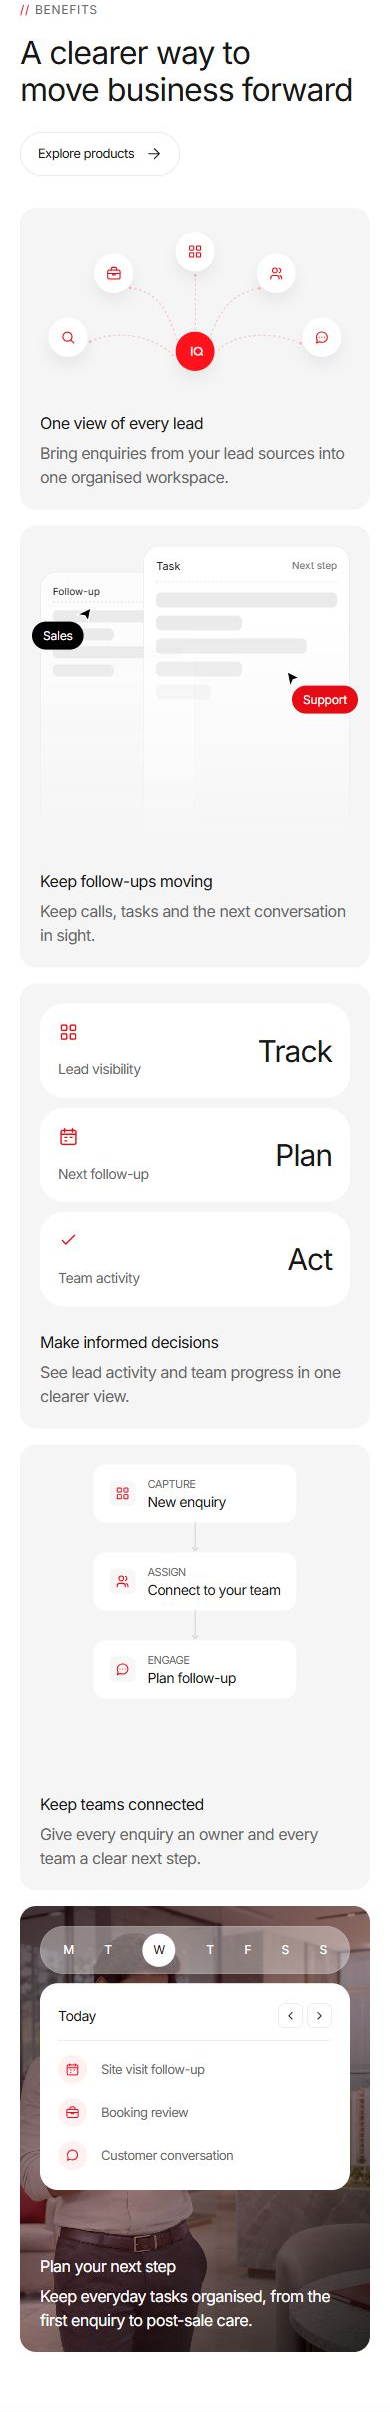 // BENEFITS
A clearer way to
move business forward
Explore products
IQ
One view of every lead
Bring enquiries from your lead sources into
one organised workspace.
Task
Next step
Follow-up
Sales
Support
Keep follow-ups moving
Keep calls, tasks and the next conversation
in sight.
Lead visibility
Track
Next follow-up
Plan
Team activity
Act
Make informed decisions
See lead activity and team progress in one
clearer view.
CAPTURE
New enquiry
ASSIGN
Connect to your team
ENGAGE
Plan follow-up
Keep teams connected
Give every enquiry an owner and every
team a clear next step.
M T W T F S S
Today
Site visit follow-up
Booking review
Customer conversation
Plan your next step
Keep everyday tasks organised, from the
first enquiry to post-sale care.